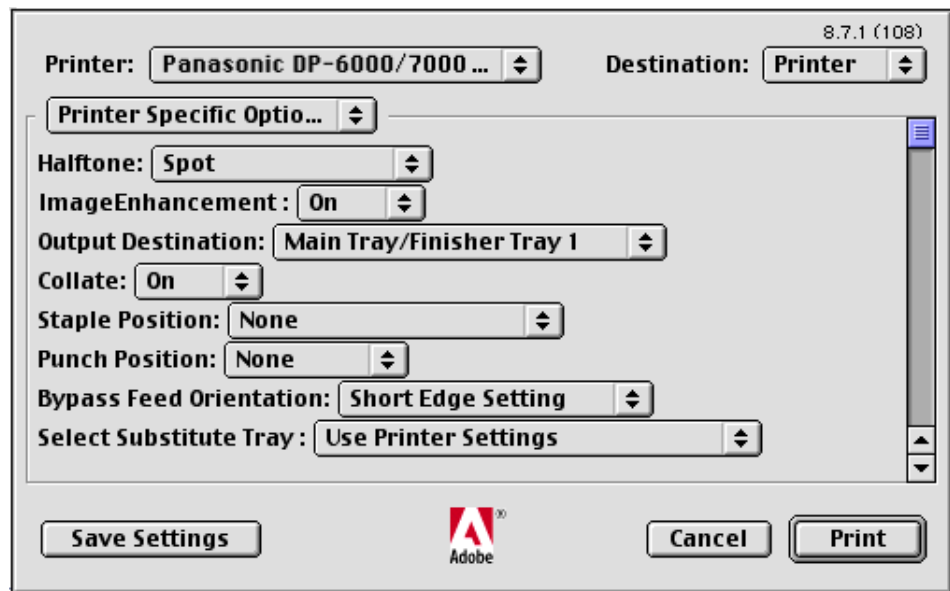 8.7.1 (108)
Printer: Panasonic DP-6000/7000 ... Destination: Printer
Printer Specific Optio...
Halftone: Spot
ImageEnhancement : On
Output Destination: Main Tray/Finisher Tray 1
Collate: On
Staple Position: None
Punch Position: None
Bypass Feed Orientation: Short Edge Setting
Select Substitute Tray : Use Printer Settings
Save Settings
Adobe®
Cancel
Print